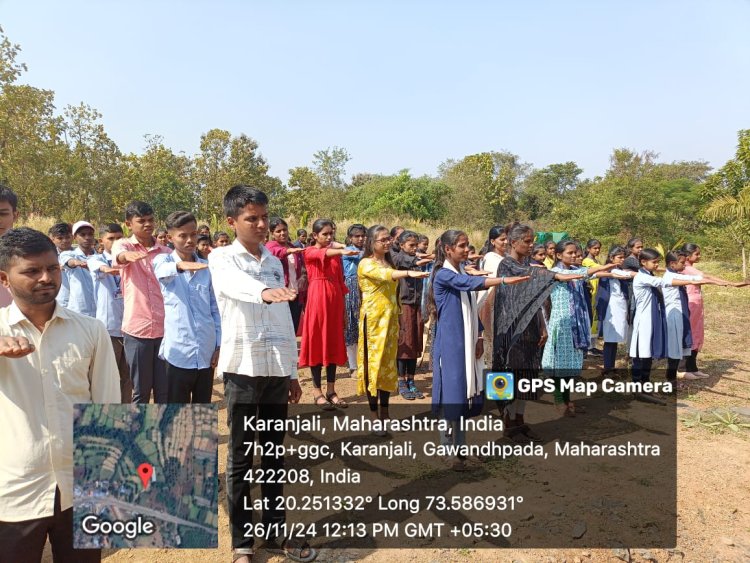 GPS Map Camera
Karanjali, Maharashtra, India
7h2p+ggc, Karanjali, Gawandhpada, Maharashtra
422208, India
Lat 20.251332° Long 73.586931°
26/11/24 12:13 PM GMT +05:30
Google